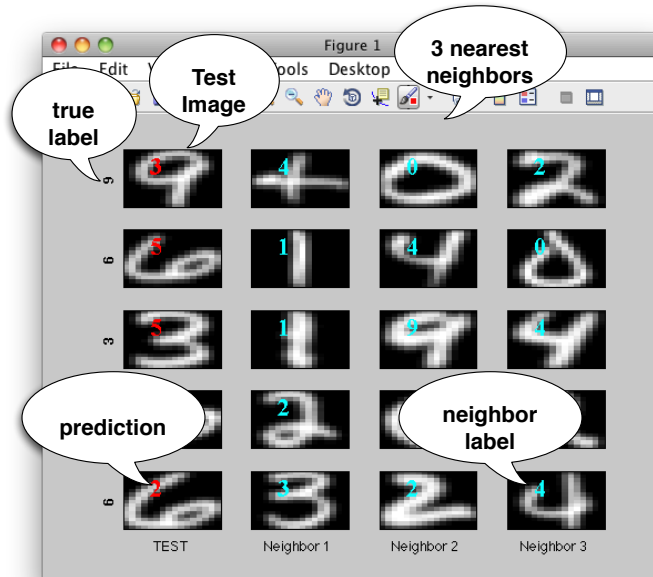 Figure 1
3 nearest
neighbors
File Edit Tools Desktop
Test
Image
true
label
9 3 4 0 2
6 5 1 4 0
3 5 1 9 4
2
prediction
neighbor
label
6 2 3 2 4
TEST Neighbor 1 Neighbor 2 Neighbor 3